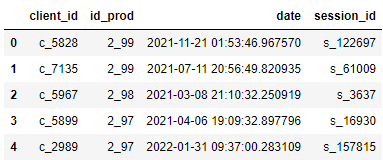 client_id id_prod date session_id
0 c_5828 2_99 2021-11-21 01:53:46.967570 s_122697
1 c_7135 2_99 2021-07-11 20:56:49.820935 s_61009
2 c_5967 2_98 2021-03-08 21:10:32.250919 s_3637
3 c_5899 2_97 2021-04-06 19:09:32.897796 s_16930
4 c_2989 2_97 2022-01-31 09:37:00.283109 s_157815